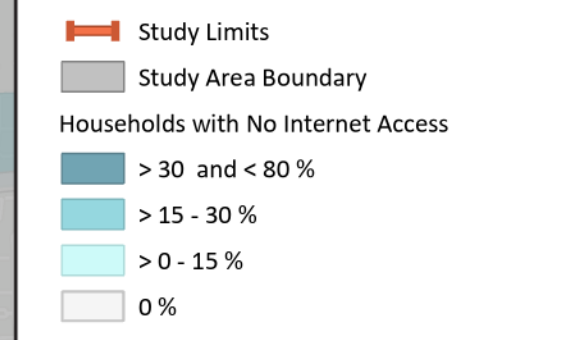 Study Limits
Study Area Boundary
Households with No Internet Access
> 30 and < 80 %
> 15 - 30 %
> 0 - 15 %
0 %